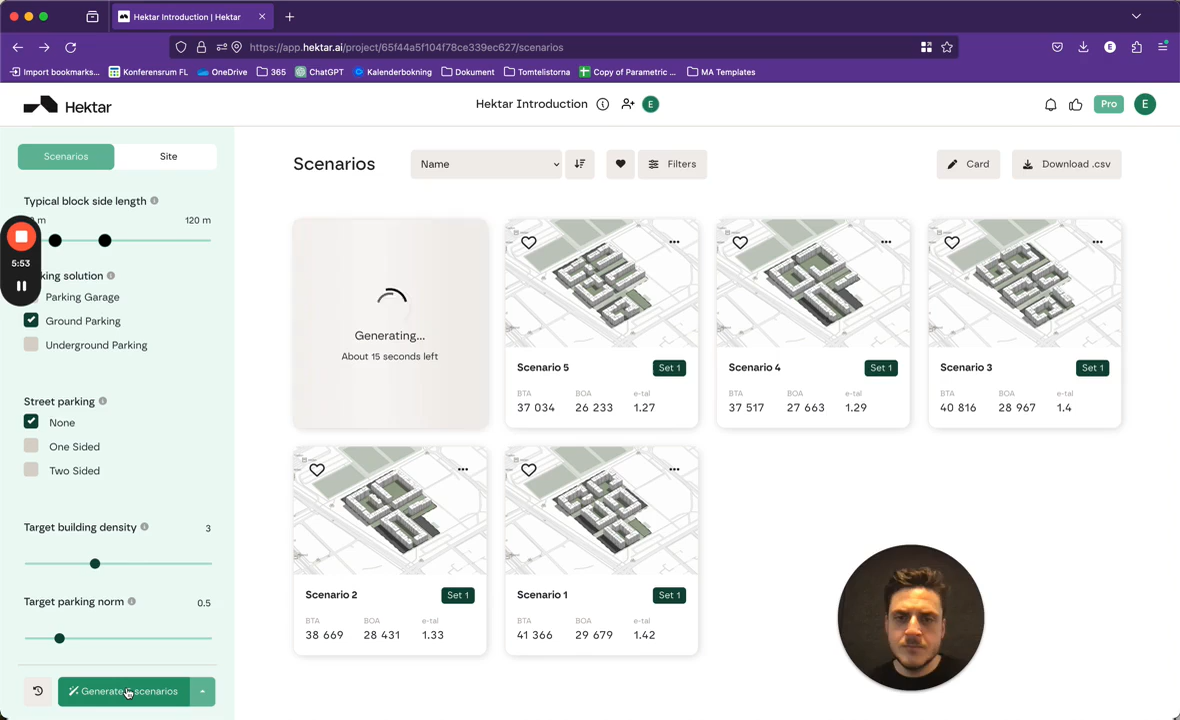 Hektar Introduction | Hektar
https://app.hektar.ai/project/65f44a5f104f78ce339ec627/scenarios
Import bookmarks...
Konferensrum FL
OneDrive
365
ChatGPT
Kalenderbokning
Dokument
Tomtelistorna
Copy of Parametric ...
MA Templates
Hektar
Hektar Introduction
E
Pro
E
Scenarios
Site
Scenarios
Name
Filters
Card
Download .csv
Typical block side length
m
120 m
5:53
Parking Garage
Ground Parking
Underground Parking
Street parking
None
One Sided
Two Sided
Target building density
3
Target parking norm
0.5
Generate scenarios
Generating...
About 15 seconds left
Scenario 5
Set 1
BTA
BOA
e-tal
37 034
26 233
1.27
Scenario 4
Set 1
BTA
BOA
e-tal
37 517
27 663
1.29
Scenario 3
Set 1
BTA
BOA
e-tal
40 816
28 967
1.4
Scenario 2
Set 1
BTA
BOA
e-tal
38 669
28 431
1.33
Scenario 1
Set 1
BTA
BOA
e-tal
41 366
29 679
1.42